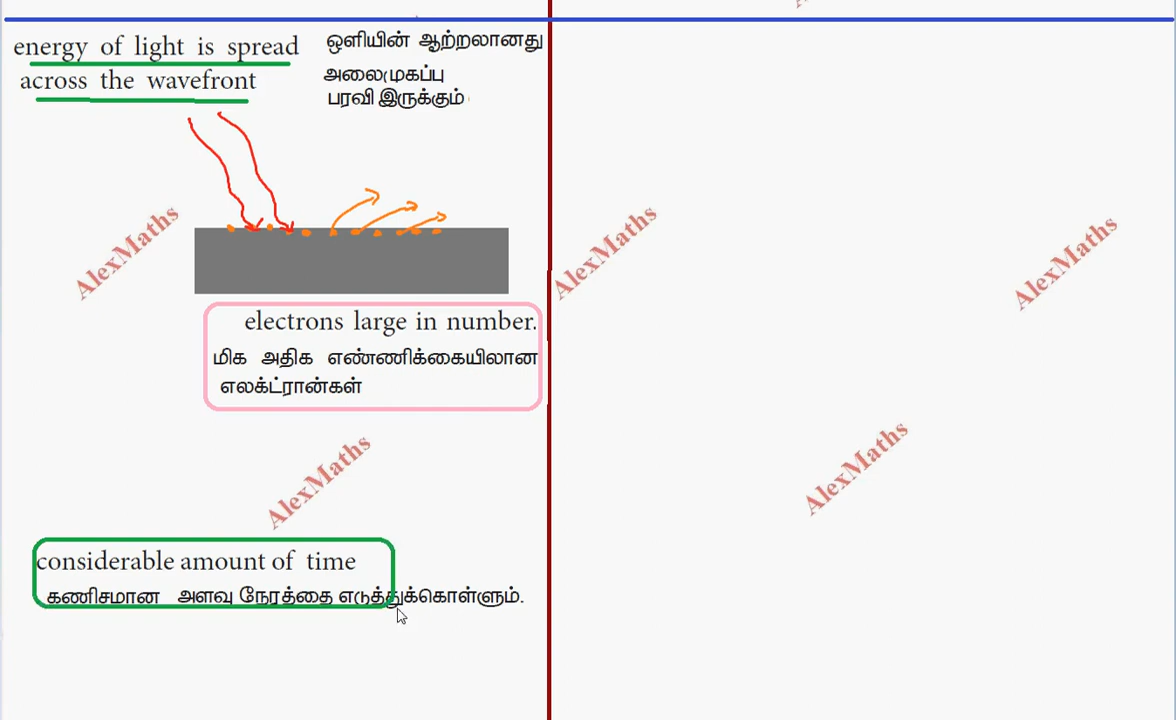 energy of light is spread
across the wavefront
ஒளியின் ஆற்றலானது
அலைமுகப்பு
பரவி இருக்கும்
AlexMaths
AlexMaths
AlexMaths
electrons large in number.
மிக அதிக எண்ணிக்கையிலான
எலக்ட்ரான்கள்
AlexMaths
AlexMaths
considerable amount of time
கணிசமான அளவு நேரத்தை எடுத்துக்கொள்ளும்.